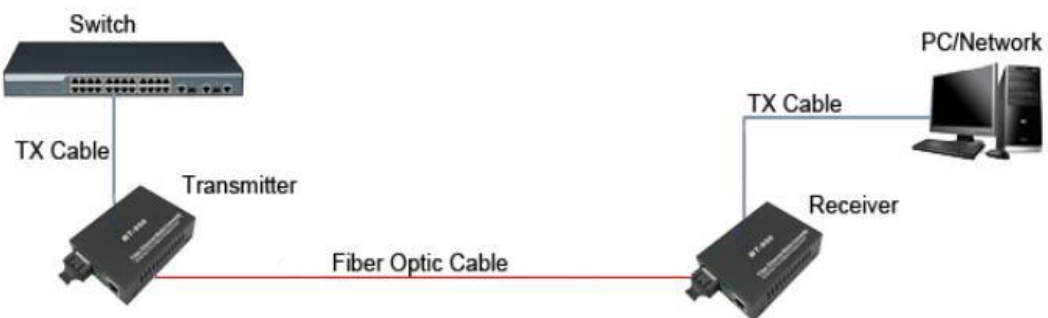 Switch
PC/Network
TX Cable
TX Cable
Transmitter
Receiver
Fiber Optic Cable